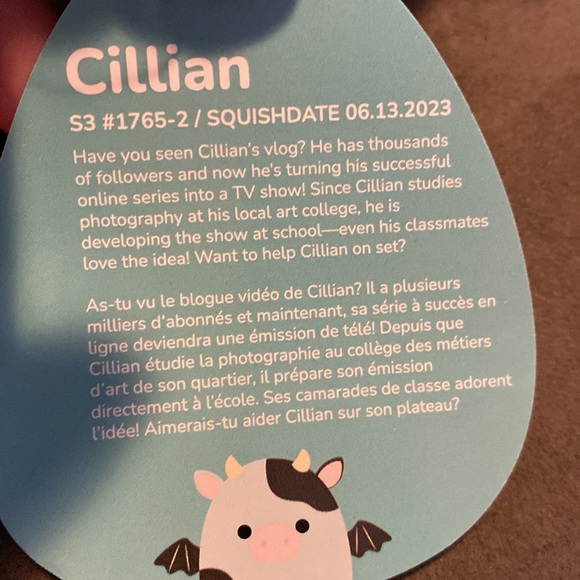 Cillian
S3 #1765-2 / SQUISHDATE 06.13.2023
Have you seen Cillian's vlog? He has thousands
of followers and now he's turning his successful
online series into a TV show! Since Cillian studies
photography at his local art college, he is
developing the show at school—even his classmates
love the idea! Want to help Cillian on set?
As-tu vu le blogue vidéo de Cillian? Il a plusieurs
milliers d'abonnés et maintenant, sa série à succès en
ligne deviendra une émission de télé! Depuis que
Cillian étudie la photographie au collège des métiers
d'art de son quartier, il prépare son émission
directement à l'école. Ses camarades de classe adorent
l'idée! Aimerais-tu aider Cillian sur son plateau?